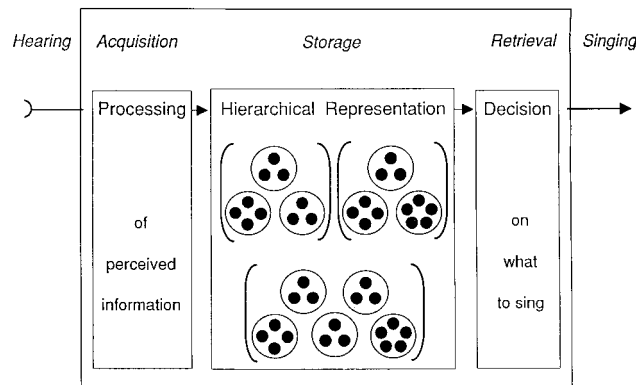 Hearing Acquisition Storage Retrieval Singing
Processing Hierarchical Representation Decision
of on
perceived what
information to sing